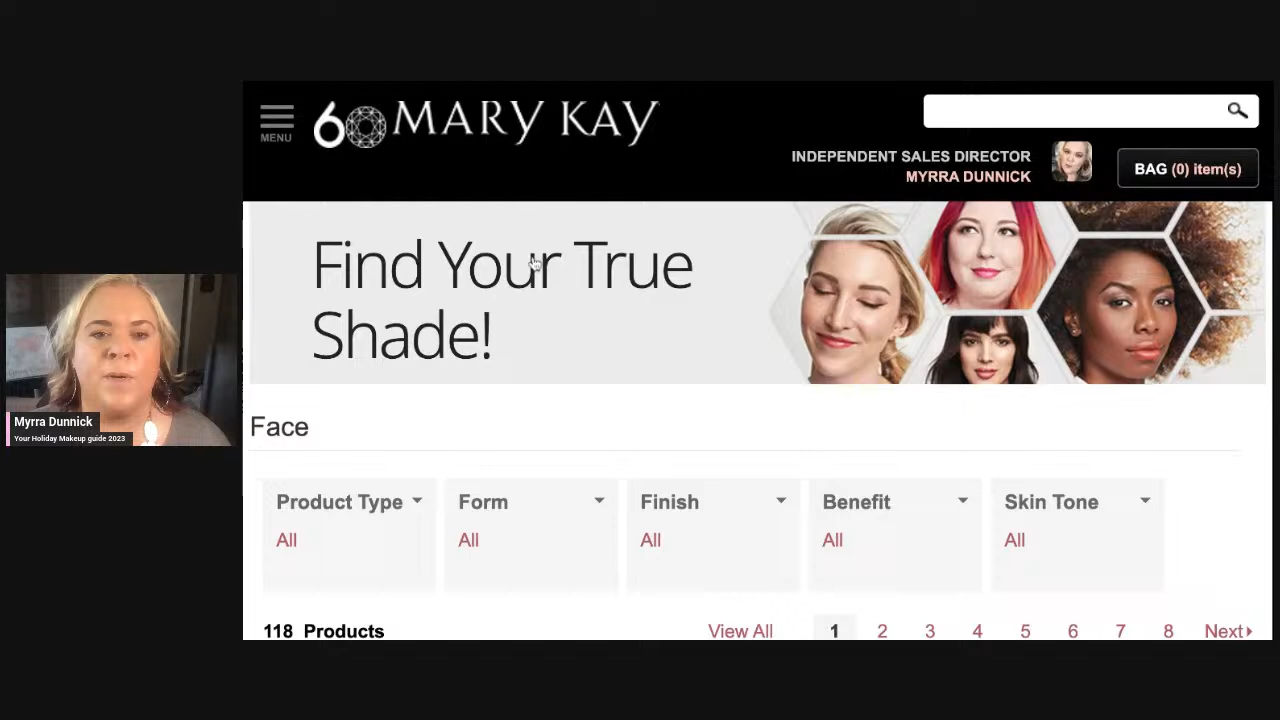 MENU
60 MARY KAY
INDEPENDENT SALES DIRECTOR
MYRRA DUNNICK
BAG (0) item(s)
Find Your True
Shade!
Myrra Dunnick
Your Holiday Makeup guide 2023
Face
Product Type
All
Form
All
Finish
All
Benefit
All
Skin Tone
All
118 Products
View All
1 2 3 4 5 6 7 8 Next